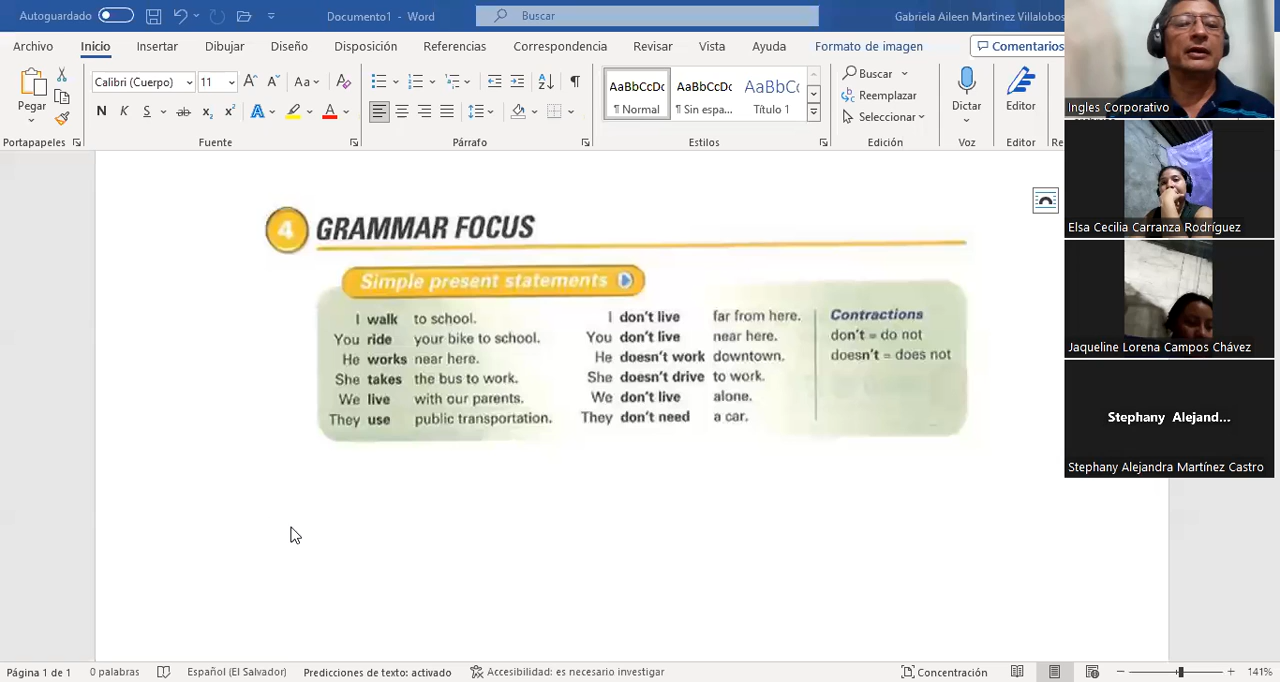 Autoguardado
Documento1 - Word
Buscar
Gabriela Aileen Martinez Villalobos
Archivo Inicio Insertar Dibujar Diseño Disposición Referencias Correspondencia Revisar Vista Ayuda Formato de imagen Comentarios
Pegar
Calibri (Cuerpo) 11
Aa
N K S ab x₂ x² A A
AaBbCcDc AaBbCcDc AaBbCc
¶ Normal ¶ Sin espa... Título 1
Buscar
Reemplazar
Seleccionar
Dictar
Editor
Portapapeles Fuente Párrafo Estilos Edición Voz Editor Re
4 GRAMMAR FOCUS
Simple present statements
I walk to school.
You ride your bike to school.
He works near here.
She takes the bus to work.
We live with our parents.
They use public transportation.
I don't live far from here.
You don't live near here.
He doesn't work downtown.
She doesn't drive to work.
We don't live alone.
They don't need a car.
Contractions
don't = do not
doesn't = does not
Ingles Corporativo
Elsa Cecilia Carranza Rodríguez
Jaqueline Lorena Campos Chávez
Stephany Alejand...
Stephany Alejandra Martínez Castro
Página 1 de 1 0 palabras Español (El Salvador) Predicciones de texto: activado Accesibilidad: es necesario investigar Concentración 141%